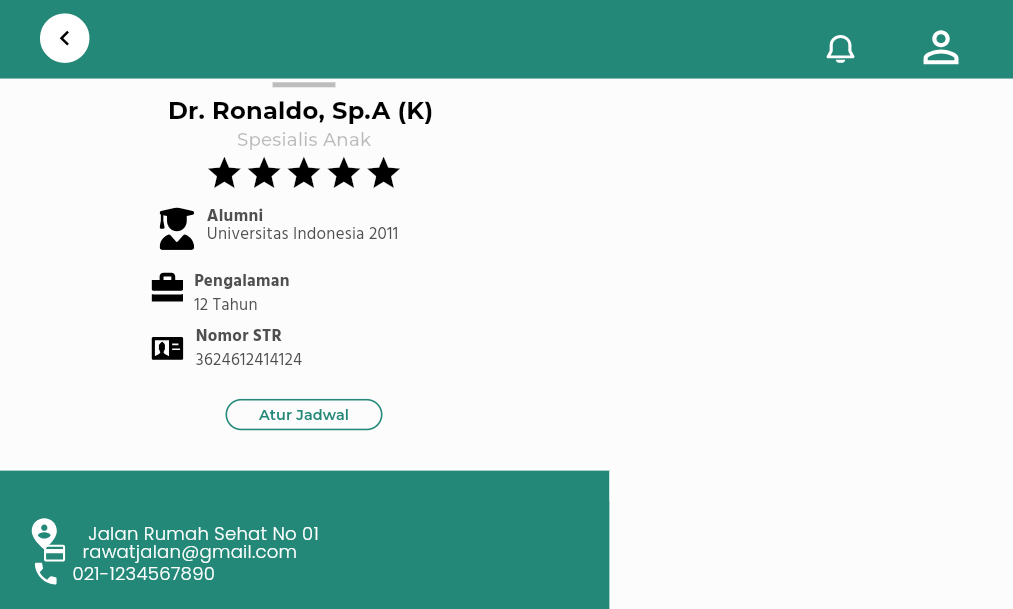 Dr. Ronaldo, Sp.A (K)
Spesialis Anak
Alumni
Universitas Indonesia 2011
Pengalaman
12 Tahun
Nomor STR
3624612414124
Atur Jadwal
Jalan Rumah Sehat No 01
rawatjalan@gmail.com
021-1234567890